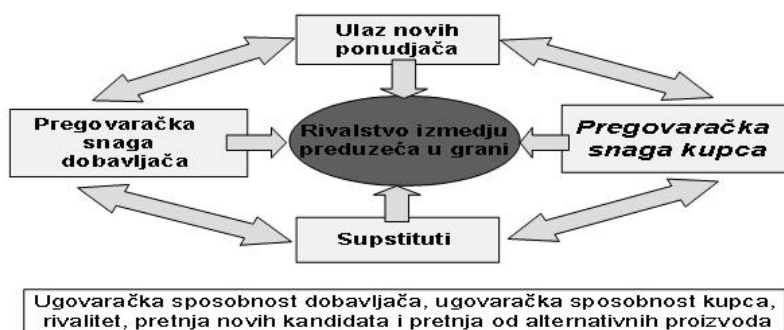 Ulaz novih
ponudjača
Pregovaračka
snaga
dobavljača
Rivalstvo izmedju
preduzeća u grani
Pregovaračka
snaga kupca
Supstituti
Ugovaračka sposobnost dobavljača, ugovaračka sposobnost kupca,
rivalitet, pretnja novih kandidata i pretnja od alternativnih proizvoda